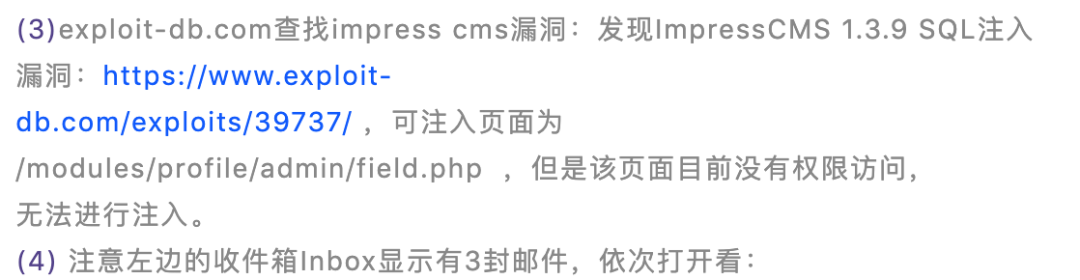 (3)exploit-db.com查找impress cms漏洞：发现ImpressCMS 1.3.9 SQL注入
漏洞：https://www.exploit-
db.com/exploits/39737/ ，可注入页面为
/modules/profile/admin/field.php ，但是该页面目前没有权限访问，
无法进行注入。
(4) 注意左边的收件箱Inbox显示有3封邮件，依次打开看：